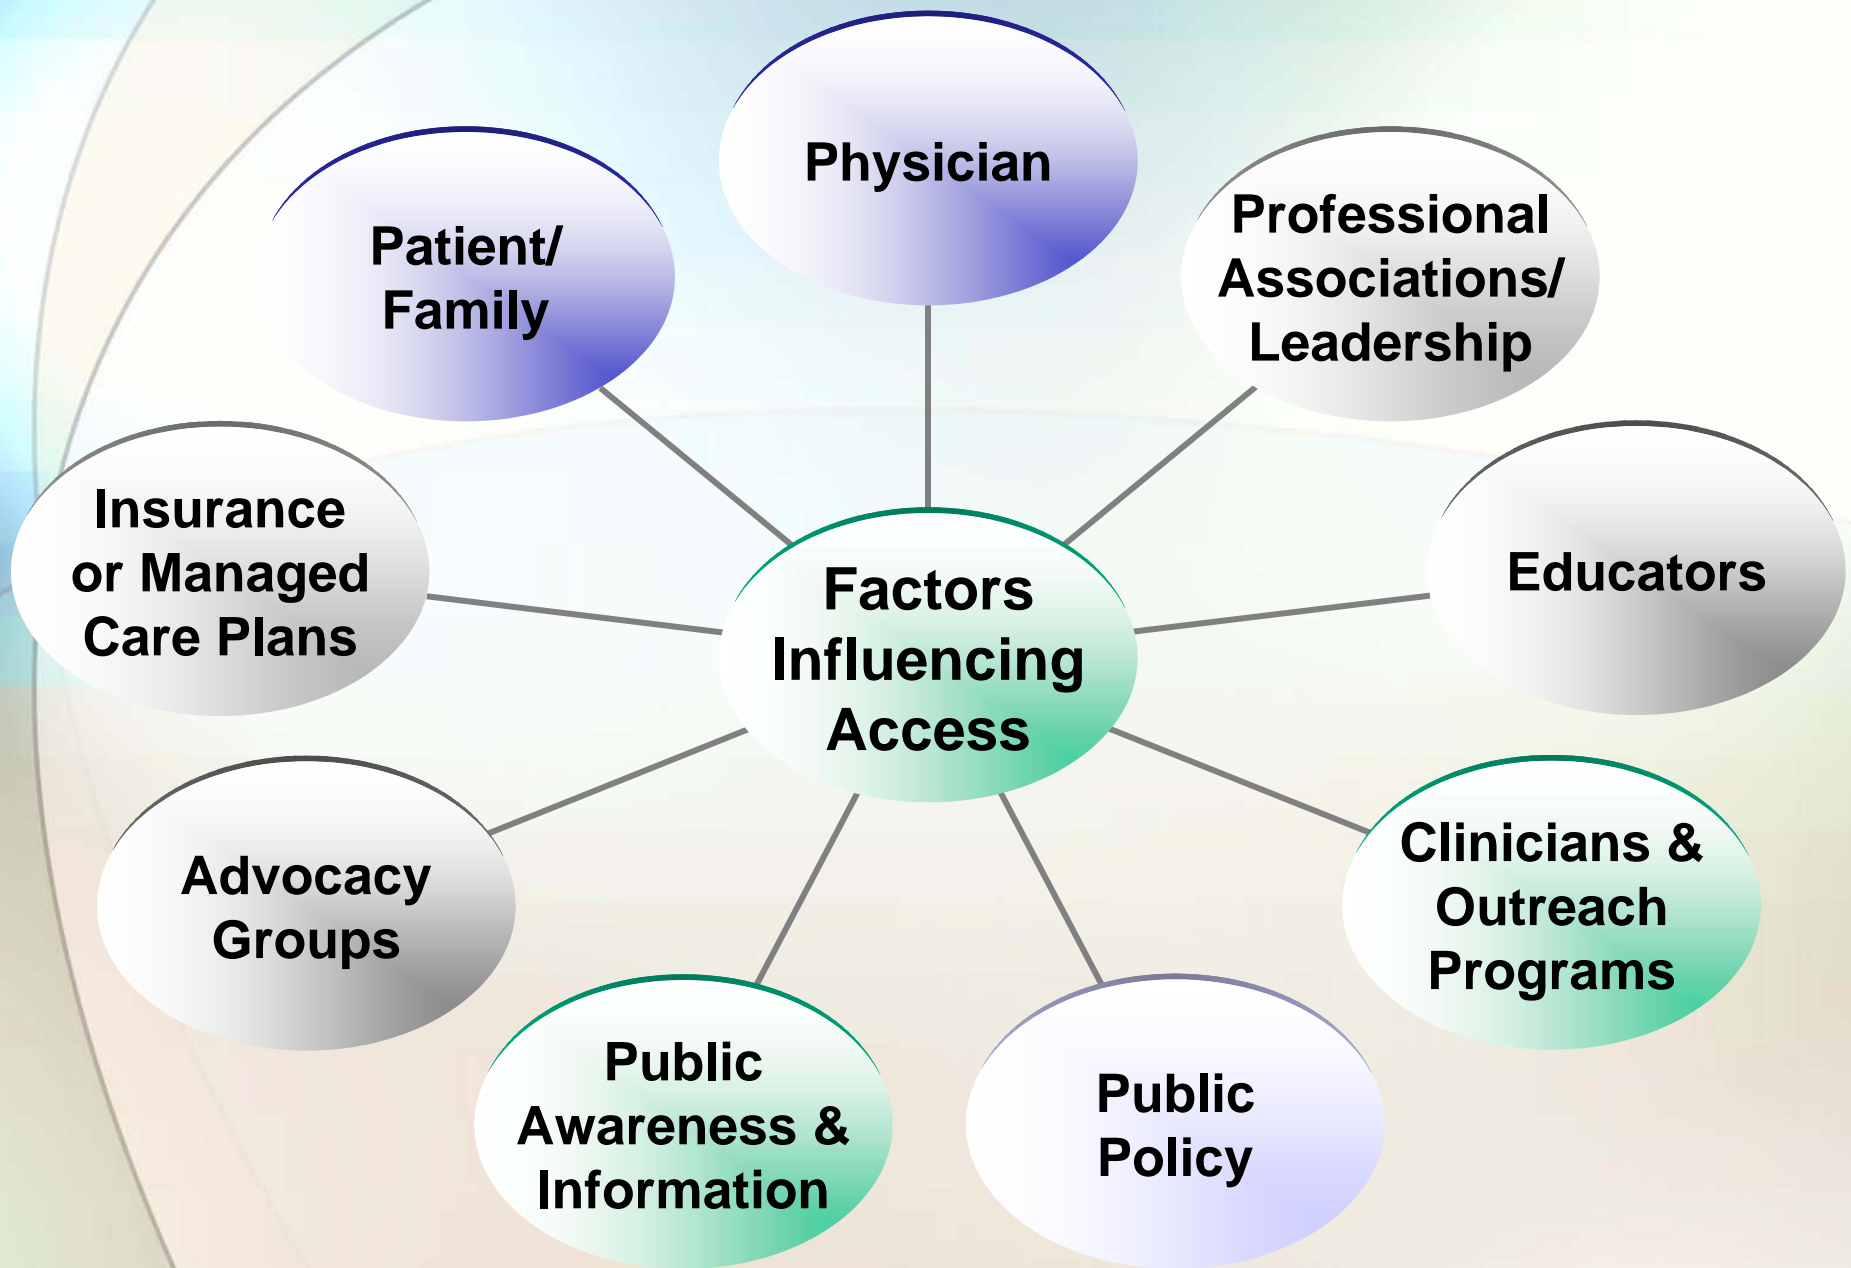 Physician
Professional
Associations/
Leadership
Patient/
Family
Educators
Insurance
or Managed
Care Plans
Factors
Influencing
Access
Clinicians &
Outreach
Programs
Advocacy
Groups
Public
Awareness &
Information
Public
Policy